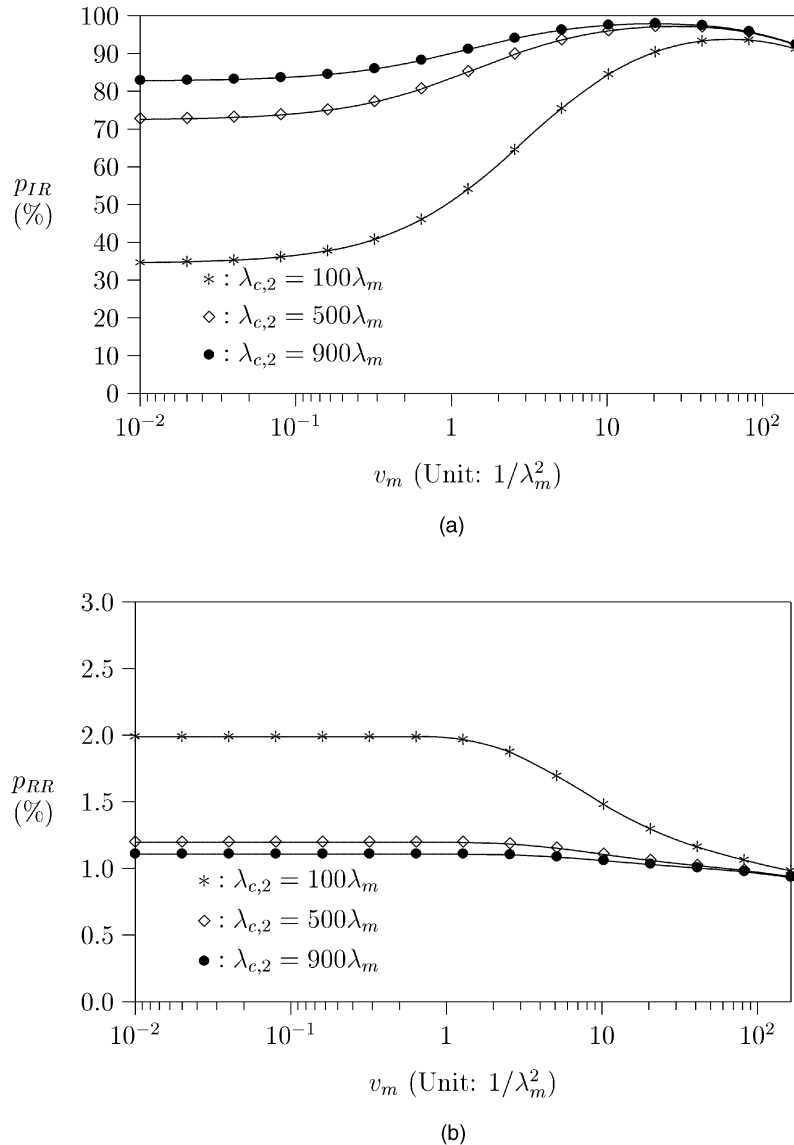 100
90
80
70
60
50
40
30
20
10
0
p_{IR}
(%)
∗ : λ_{c,2} = 100λ_m
◇ : λ_{c,2} = 500λ_m
● : λ_{c,2} = 900λ_m
10^{-2} 10^{-1} 1 10 10^2
v_m (Unit: 1/λ_m^2)
(a)
3.0
2.5
2.0
1.5
1.0
0.5
0.0
p_{RR}
(%)
∗ : λ_{c,2} = 100λ_m
◇ : λ_{c,2} = 500λ_m
● : λ_{c,2} = 900λ_m
10^{-2} 10^{-1} 1 10 10^2
v_m (Unit: 1/λ_m^2)
(b)